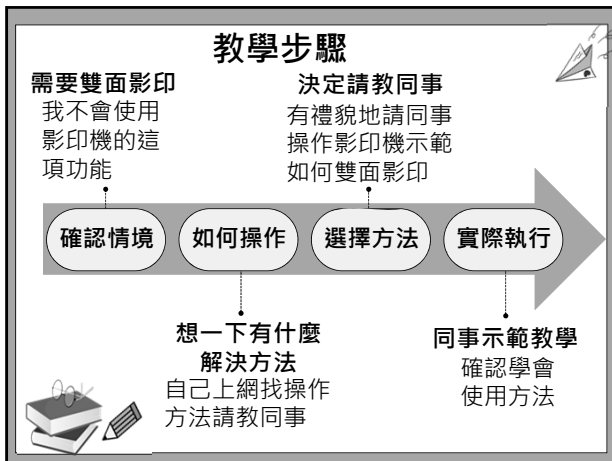 教學步驟
需要雙面影印
我不會使用
影印機的這
項功能
決定請教同事
有禮貌地請同事
操作影印機示範
如何雙面影印
確認情境
如何操作
選擇方法
實際執行
想一下有什麼
解決方法
自己上網找操作
方法請教同事
同事示範教學
確認學會
使用方法